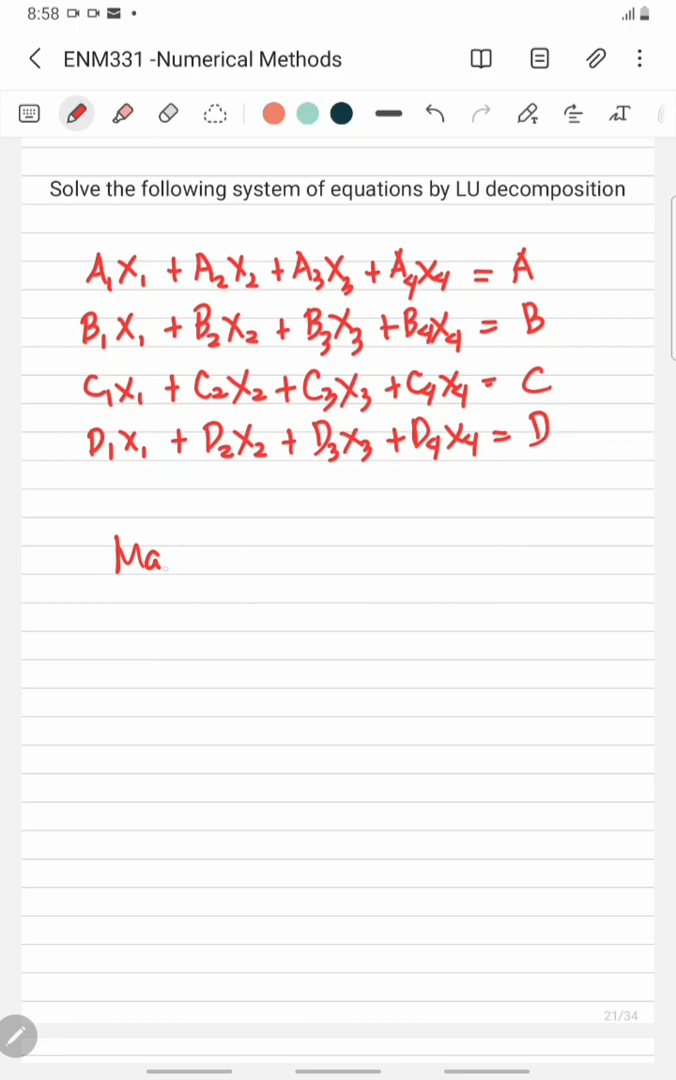 8:58
ENM331 -Numerical Methods
Solve the following system of equations by LU decomposition
A₁X₁ + A₂X₂ + A₃X₃ + A₄X₄ = A
B₁X₁ + B₂X₂ + B₃X₃ + B₄X₄ = B
C₁X₁ + C₂X₂ + C₃X₃ + C₄X₄ = C
D₁X₁ + D₂X₂ + D₃X₃ + D₄X₄ = D
Ma
21/34